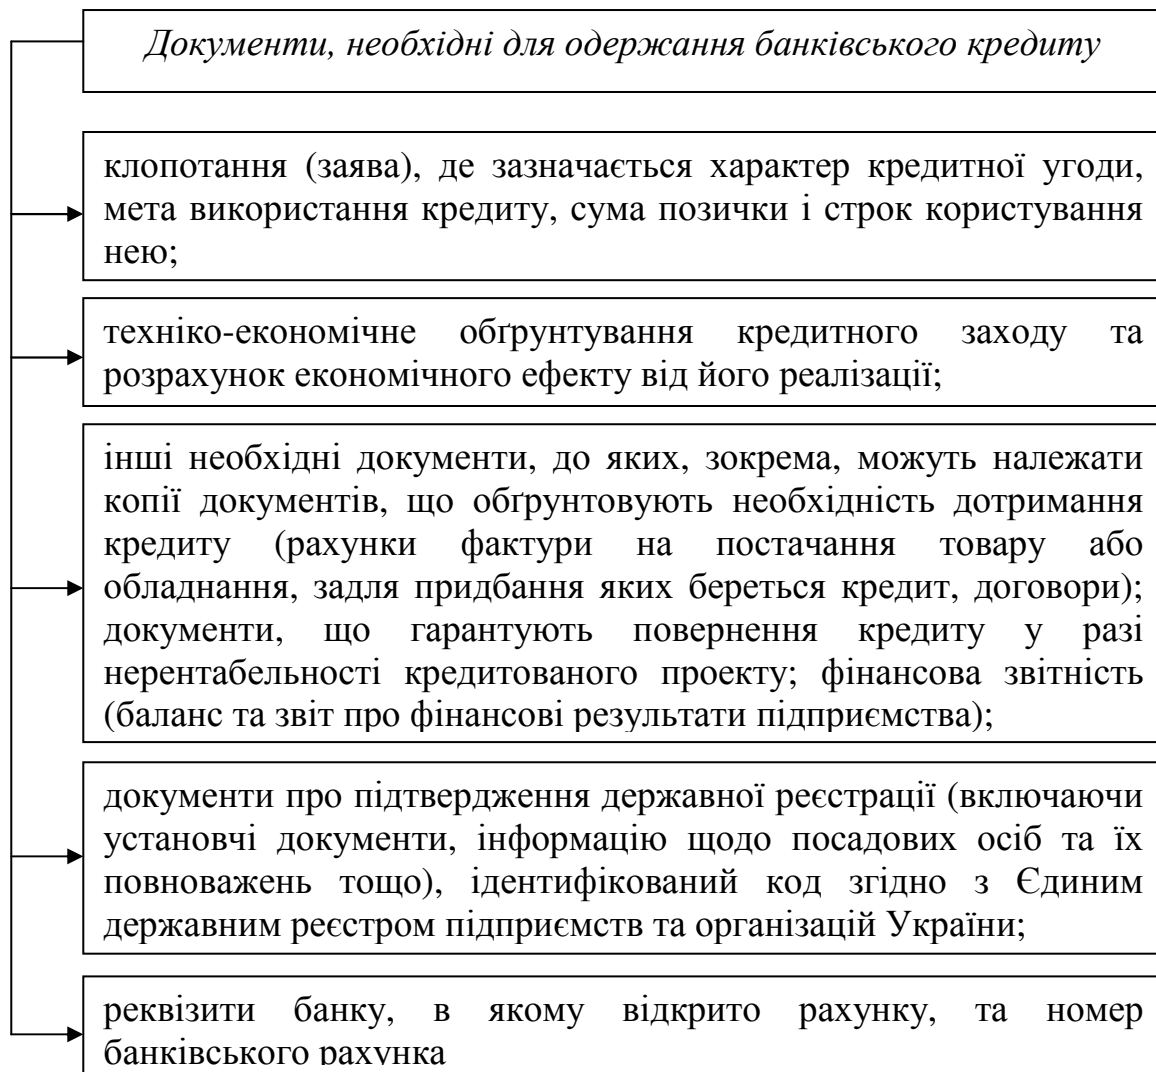 Документи, необхідні для одержання банківського кредиту
клопотання (заява), де зазначається характер кредитної угоди,
мета використання кредиту, сума позички і строк користування
нею;
техніко-економічне обґрунтування кредитного заходу та
розрахунок економічного ефекту від його реалізації;
інші необхідні документи, до яких, зокрема, можуть належати
копії документів, що обґрунтовують необхідність дотримання
кредиту (рахунки фактури на постачання товару або
обладнання, задля придбання яких береться кредит, договори);
документи, що гарантують повернення кредиту у разі
нерентабельності кредитованого проекту; фінансова звітність
(баланс та звіт про фінансові результати підприємства);
документи про підтвердження державної реєстрації (включаючи
установчі документи, інформацію щодо посадових осіб та їх
повноважень тощо), ідентифікований код згідно з Єдиним
державним реєстром підприємств та організацій України;
реквізити банку, в якому відкрито рахунку, та номер
банківського рахунка